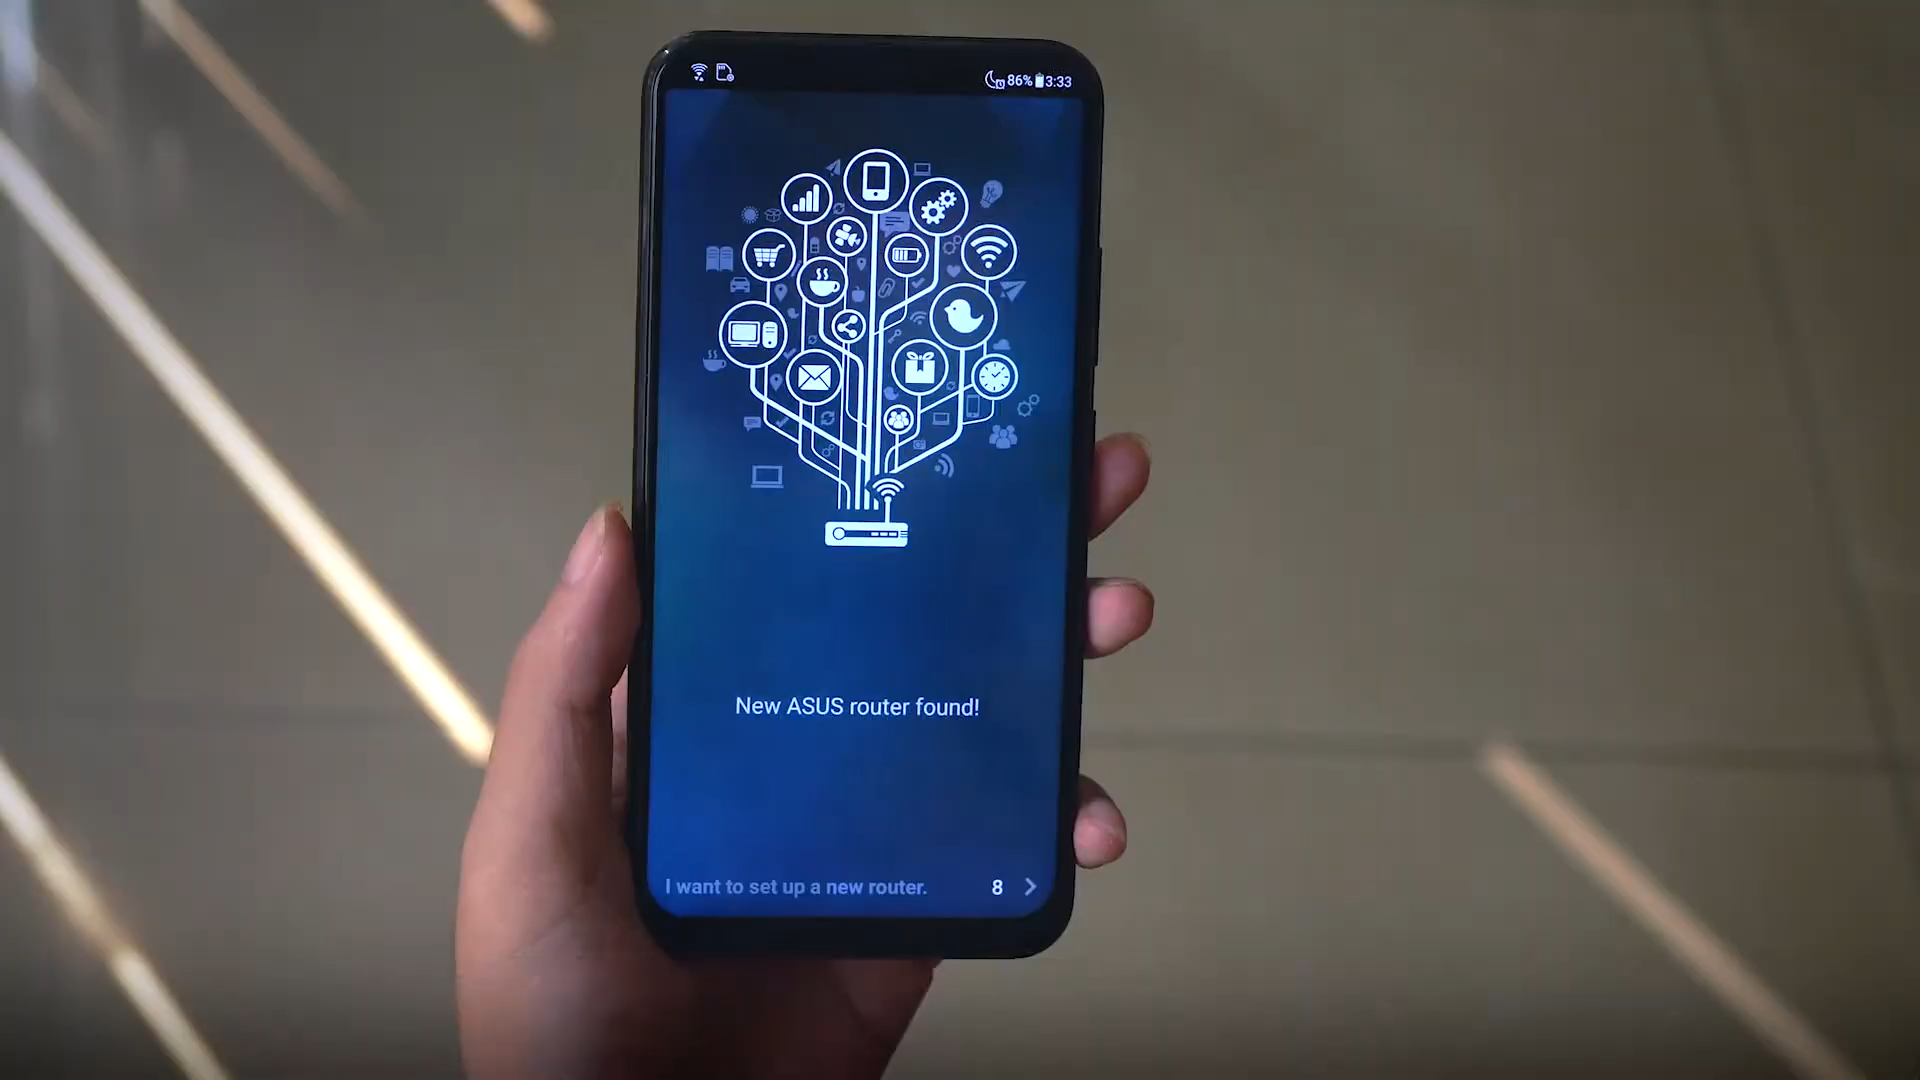 86% 3:33
New ASUS router found!
I want to set up a new router. 8